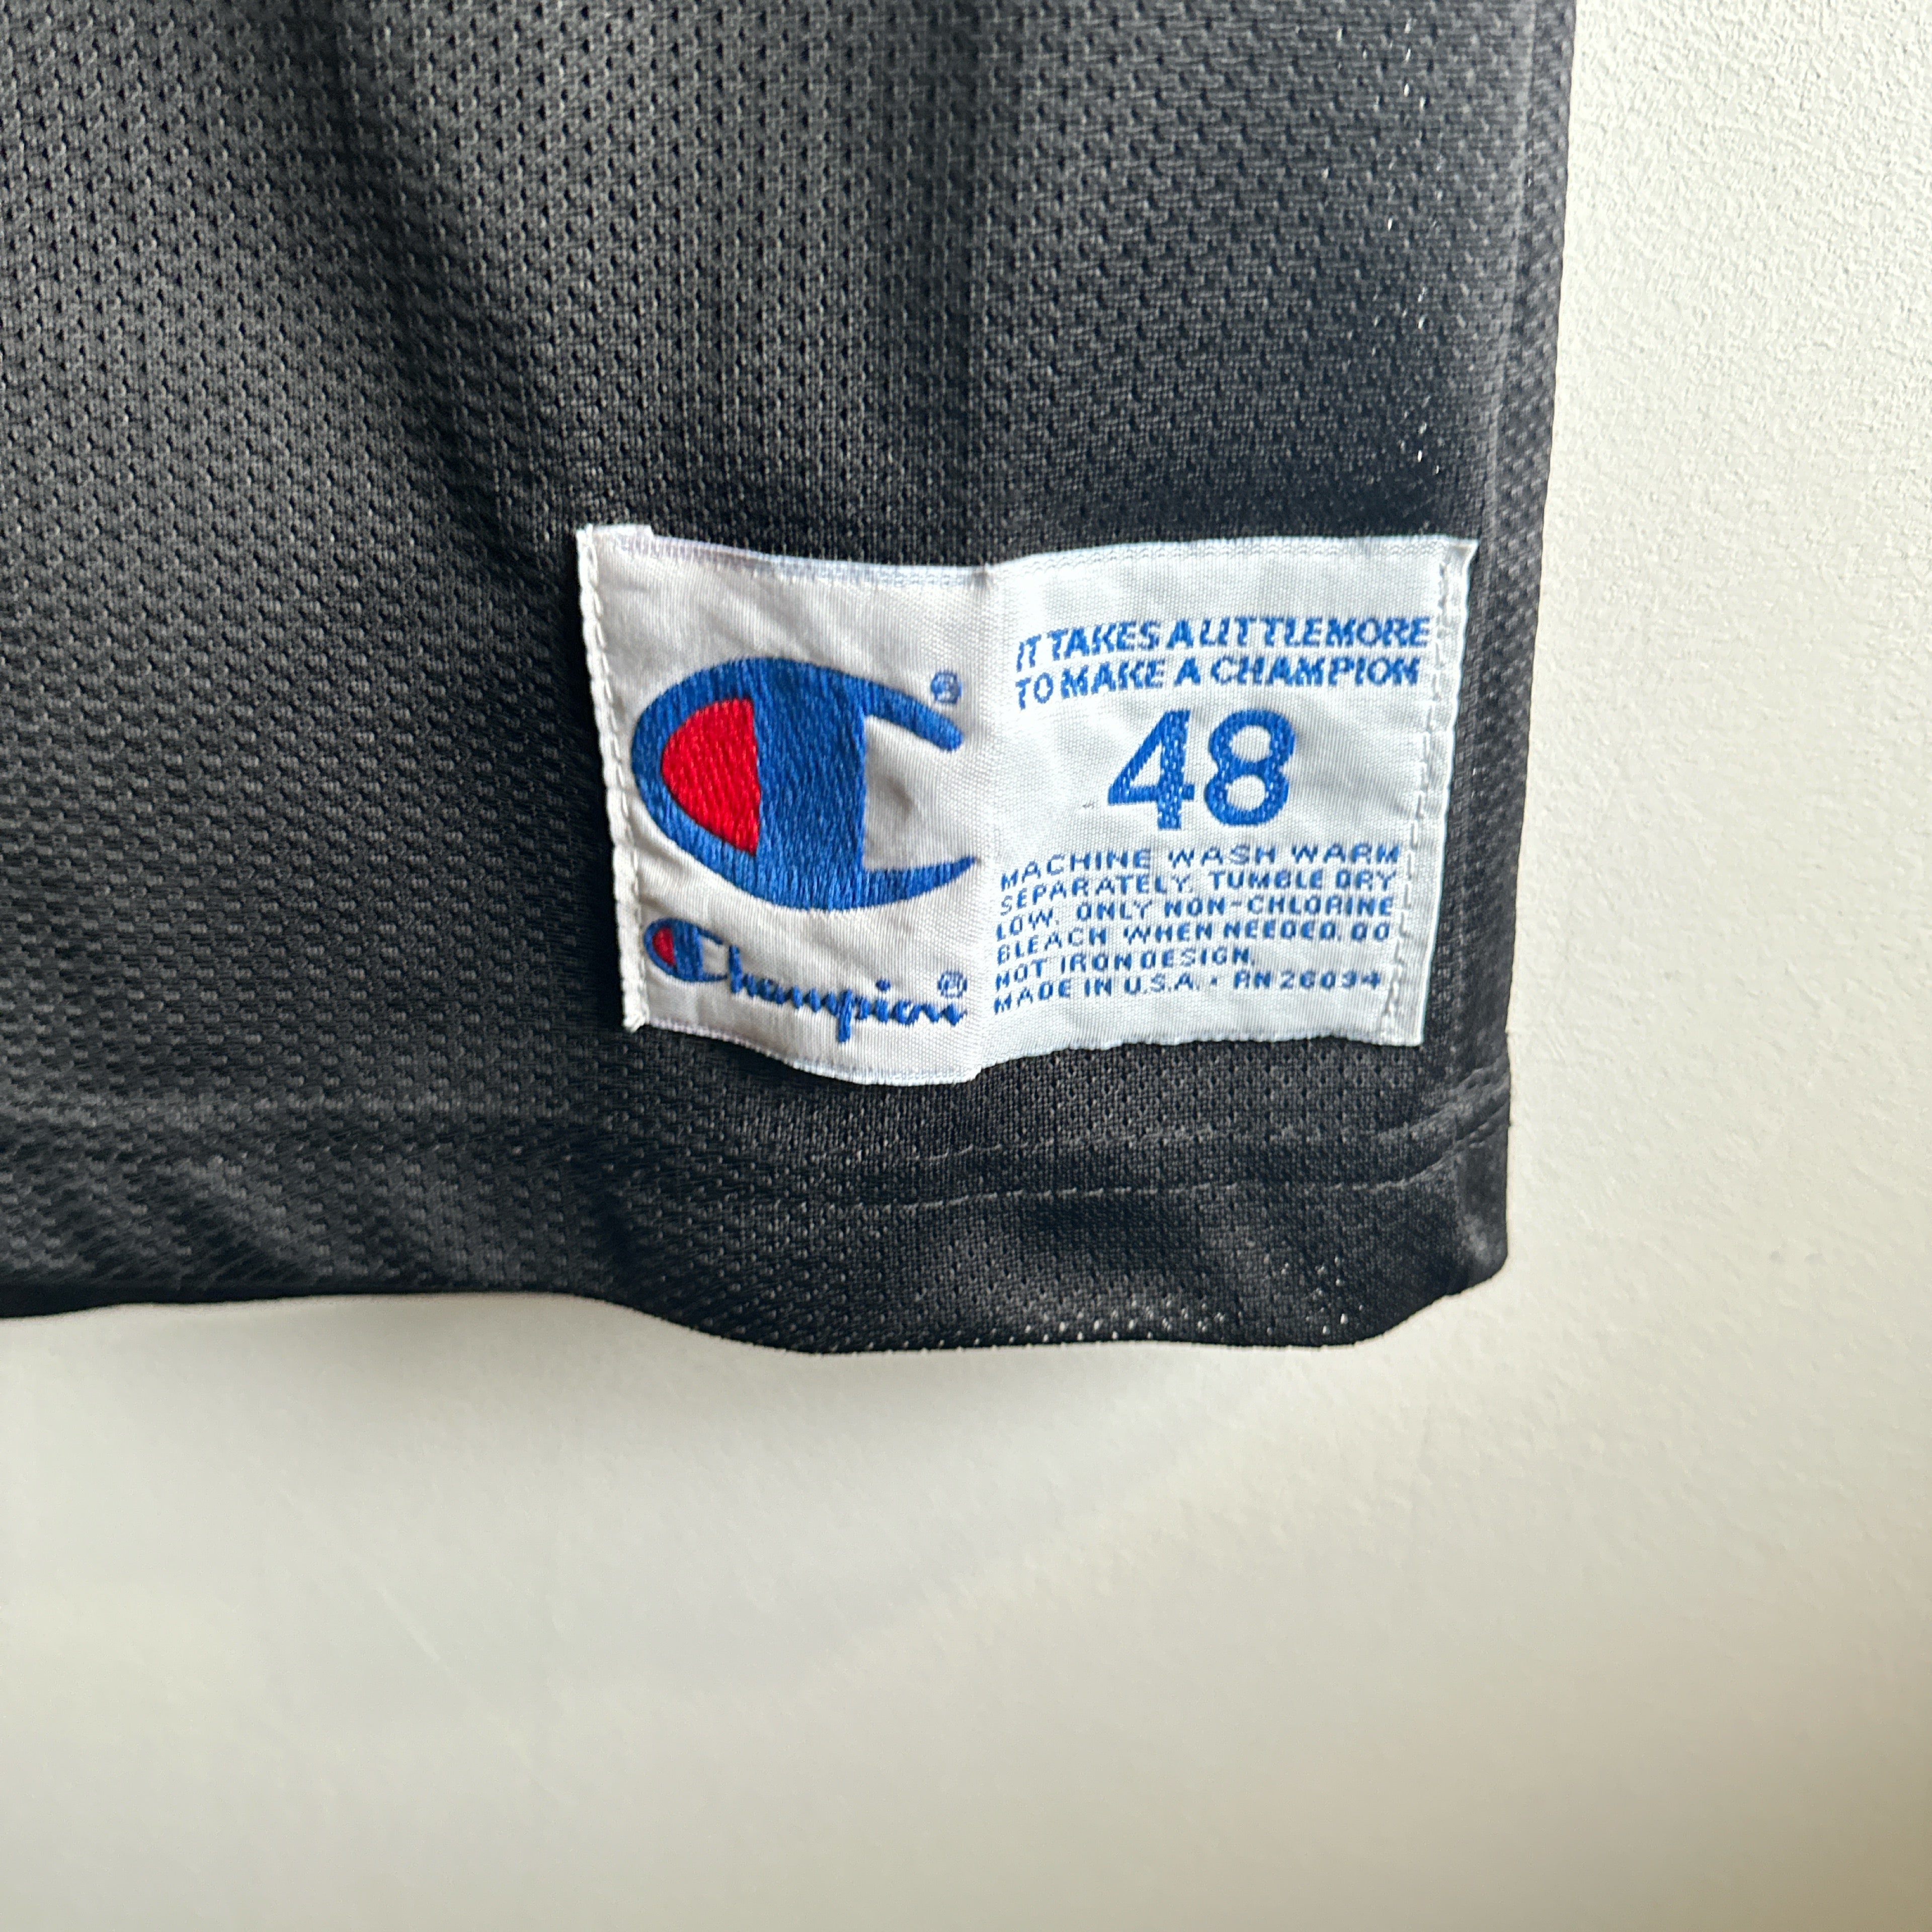 IT TAKES A LITTLE MORE
TO MAKE A CHAMPION
48
MACHINE WASH WARM
SEPARATELY. TUMBLE DRY
LOW. ONLY NON-CHLORINE
BLEACH WHEN NEEDED. DO
NOT IRON DESIGN.
MADE IN U.S.A. • RN 26094
Champion®